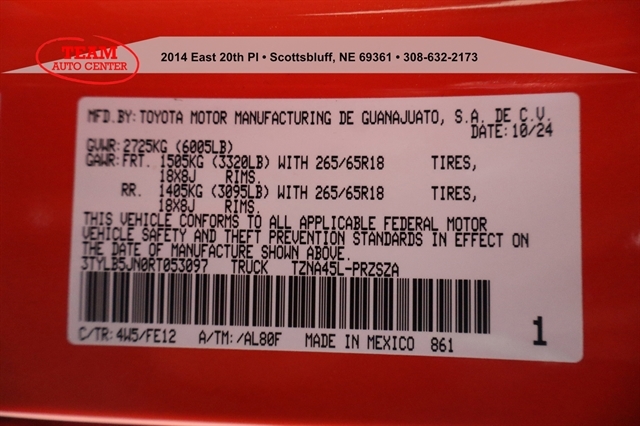 TEAM
AUTO CENTER
2014 East 20th Pl • Scottsbluff, NE 69361 • 308-632-2173
MFD.BY:TOYOTA MOTOR MANUFACTURING DE GUANAJUATO, S.A. DE C.V.
DATE:10/24
GVWR:2725KG (6005LB)
GAWR:FRT. 1505KG (3320LB) WITH 265/65R18 TIRES,
18X8J RIMS.
RR. 1405KG (3095LB) WITH 265/65R18 TIRES,
18X8J RIMS.
THIS VEHICLE CONFORMS TO ALL APPLICABLE FEDERAL MOTOR
VEHICLE SAFETY AND THEFT PREVENTION STANDARDS IN EFFECT ON
THE DATE OF MANUFACTURE SHOWN ABOVE.
3TYLB5JN0RT053097 TRUCK TZNA45L-PRZSZA
C/TR:4W5/FE12 A/TM:/AL80F MADE IN MEXICO 861 1